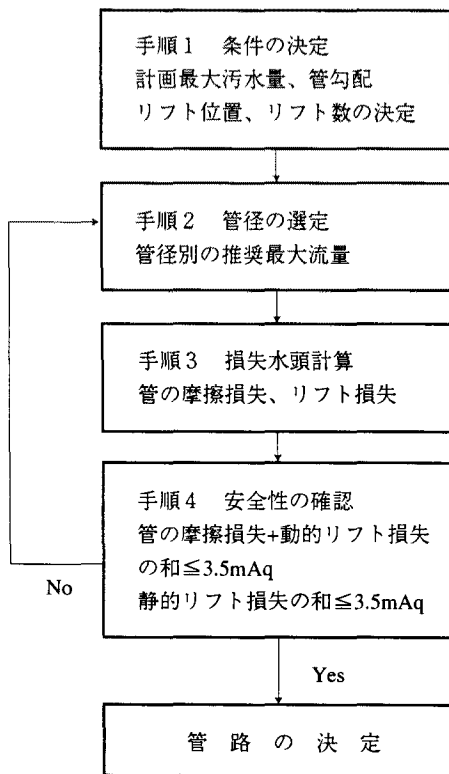 手順1 条件の決定
計画最大汚水量、管勾配
リフト位置、リフト数の決定
手順2 管径の選定
管径別の推奨最大流量
手順3 損失水頭計算
管の摩擦損失、リフト損失
手順4 安全性の確認
管の摩擦損失+動的リフト損失
の和≦3.5mAq
静的リフト損失の和≦3.5mAq
No
Yes
管路の決定